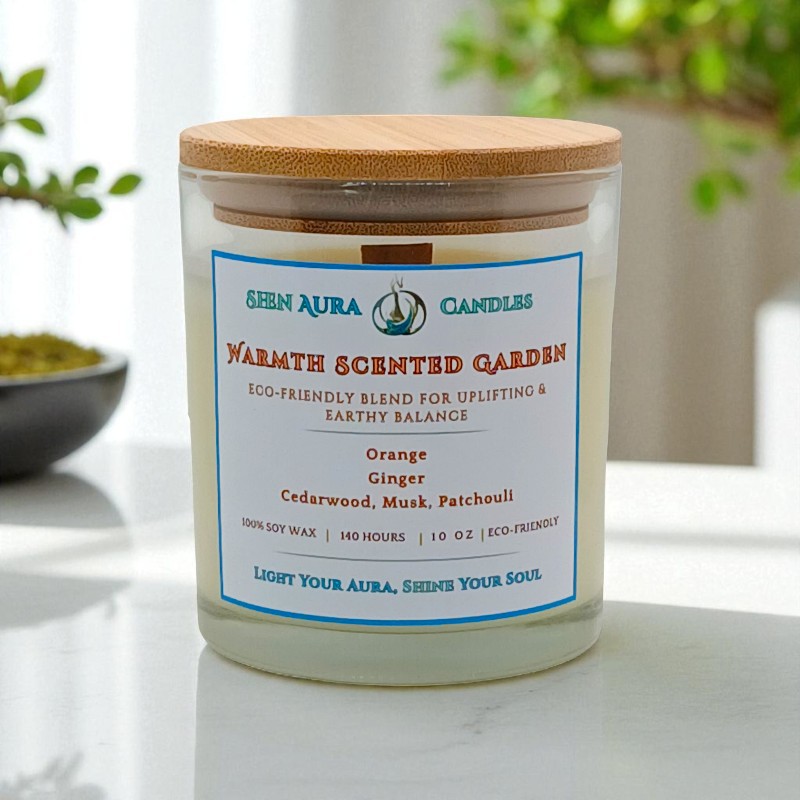 Shen Aura Candles
Warmth Scented Garden
Eco-friendly blend for uplifting &
earthy balance
Orange
Ginger
Cedarwood, Musk, Patchouli
100% Soy Wax | 140 Hours | 10 OZ | Eco-Friendly
Light Your Aura, Shine Your Soul